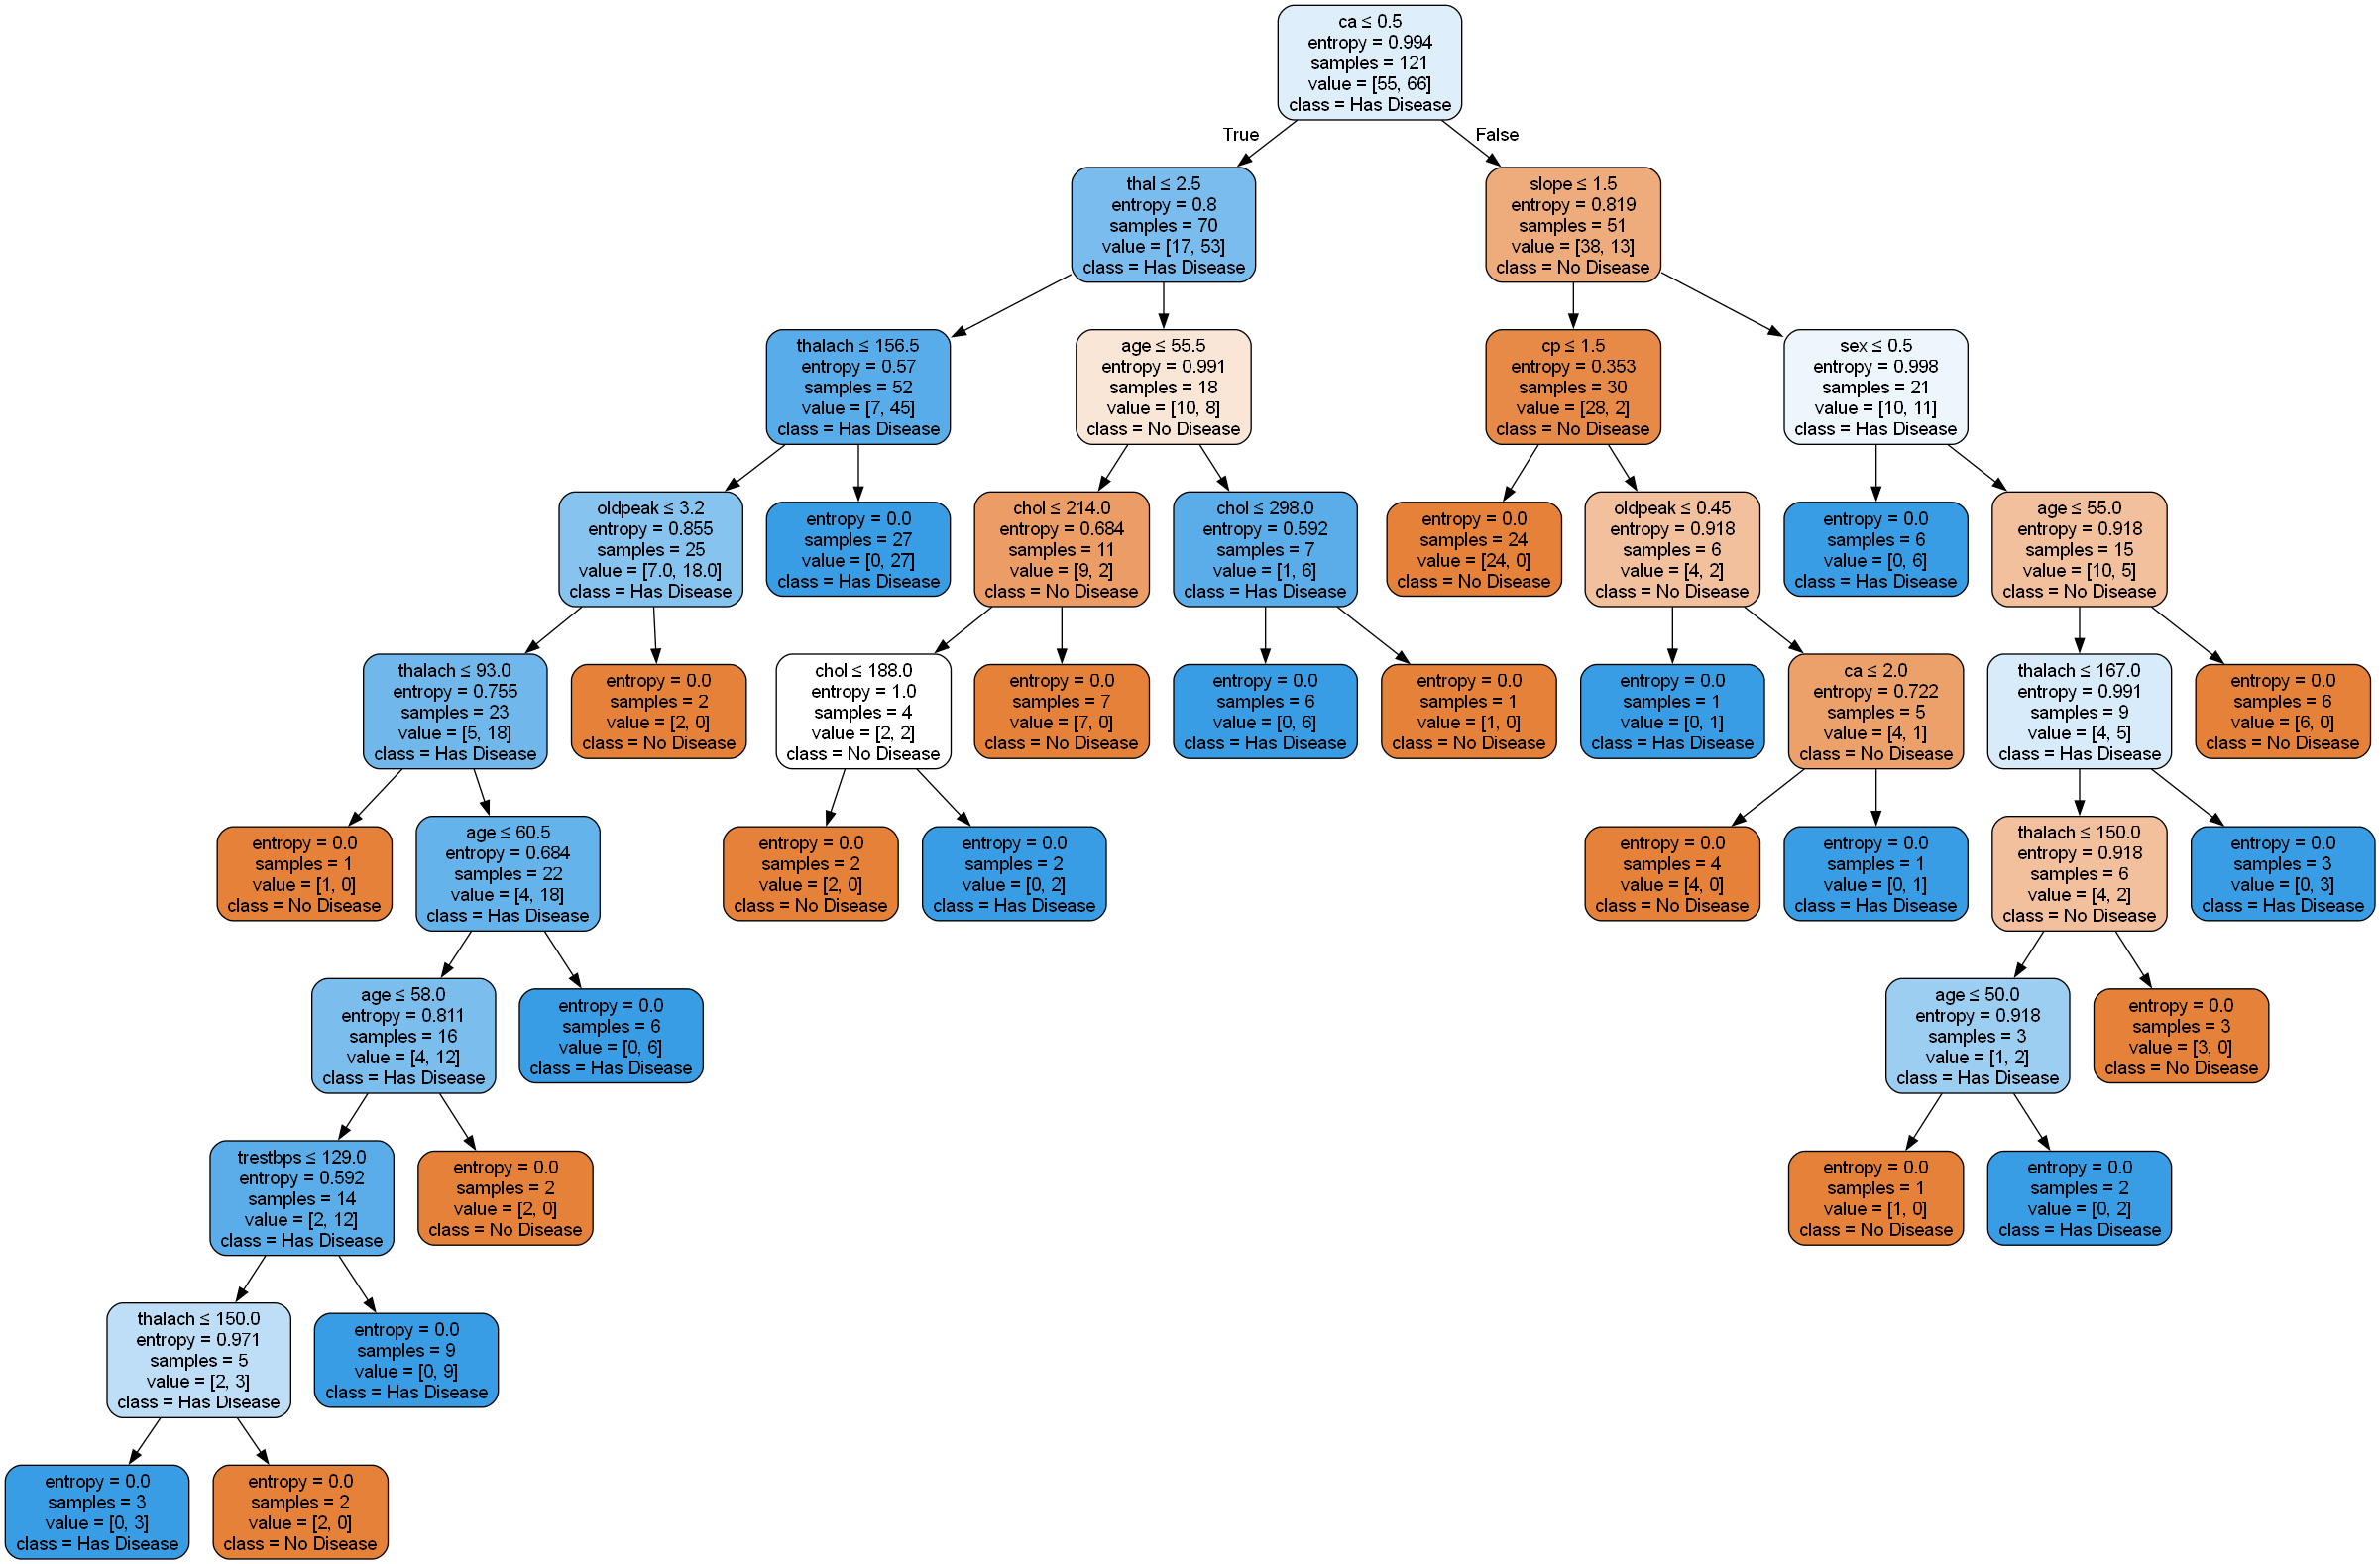 ca ≤ 0.5
entropy = 0.994
samples = 121
value = [55, 66]
class = Has Disease
True
False
thal ≤ 2.5
entropy = 0.8
samples = 70
value = [17, 53]
class = Has Disease
slope ≤ 1.5
entropy = 0.819
samples = 51
value = [38, 13]
class = No Disease
thalach ≤ 156.5
entropy = 0.57
samples = 52
value = [7, 45]
class = Has Disease
age ≤ 55.5
entropy = 0.991
samples = 18
value = [10, 8]
class = No Disease
cp ≤ 1.5
entropy = 0.353
samples = 30
value = [28, 2]
class = No Disease
sex ≤ 0.5
entropy = 0.998
samples = 21
value = [10, 11]
class = Has Disease
oldpeak ≤ 3.2
entropy = 0.855
samples = 25
value = [7.0, 18.0]
class = Has Disease
entropy = 0.0
samples = 27
value = [0, 27]
class = Has Disease
chol ≤ 214.0
entropy = 0.684
samples = 11
value = [9, 2]
class = No Disease
chol ≤ 298.0
entropy = 0.592
samples = 7
value = [1, 6]
class = Has Disease
entropy = 0.0
samples = 24
value = [24, 0]
class = No Disease
oldpeak ≤ 0.45
entropy = 0.918
samples = 6
value = [4, 2]
class = No Disease
entropy = 0.0
samples = 6
value = [0, 6]
class = Has Disease
age ≤ 55.0
entropy = 0.918
samples = 15
value = [10, 5]
class = No Disease
thalach ≤ 93.0
entropy = 0.755
samples = 23
value = [5, 18]
class = Has Disease
entropy = 0.0
samples = 2
value = [2, 0]
class = No Disease
chol ≤ 188.0
entropy = 1.0
samples = 4
value = [2, 2]
class = No Disease
entropy = 0.0
samples = 7
value = [7, 0]
class = No Disease
entropy = 0.0
samples = 6
value = [0, 6]
class = Has Disease
entropy = 0.0
samples = 1
value = [1, 0]
class = No Disease
entropy = 0.0
samples = 1
value = [0, 1]
class = Has Disease
ca ≤ 2.0
entropy = 0.722
samples = 5
value = [4, 1]
class = No Disease
thalach ≤ 167.0
entropy = 0.991
samples = 9
value = [4, 5]
class = Has Disease
entropy = 0.0
samples = 6
value = [6, 0]
class = No Disease
entropy = 0.0
samples = 1
value = [1, 0]
class = No Disease
age ≤ 60.5
entropy = 0.684
samples = 22
value = [4, 18]
class = Has Disease
entropy = 0.0
samples = 2
value = [2, 0]
class = No Disease
entropy = 0.0
samples = 2
value = [0, 2]
class = Has Disease
entropy = 0.0
samples = 4
value = [4, 0]
class = No Disease
entropy = 0.0
samples = 1
value = [0, 1]
class = Has Disease
thalach ≤ 150.0
entropy = 0.918
samples = 6
value = [4, 2]
class = No Disease
entropy = 0.0
samples = 3
value = [0, 3]
class = Has Disease
age ≤ 58.0
entropy = 0.811
samples = 16
value = [4, 12]
class = Has Disease
entropy = 0.0
samples = 6
value = [0, 6]
class = Has Disease
age ≤ 50.0
entropy = 0.918
samples = 3
value = [1, 2]
class = Has Disease
entropy = 0.0
samples = 3
value = [3, 0]
class = No Disease
trestbps ≤ 129.0
entropy = 0.592
samples = 14
value = [2, 12]
class = Has Disease
entropy = 0.0
samples = 2
value = [2, 0]
class = No Disease
entropy = 0.0
samples = 1
value = [1, 0]
class = No Disease
entropy = 0.0
samples = 2
value = [0, 2]
class = Has Disease
thalach ≤ 150.0
entropy = 0.971
samples = 5
value = [2, 3]
class = Has Disease
entropy = 0.0
samples = 9
value = [0, 9]
class = Has Disease
entropy = 0.0
samples = 3
value = [0, 3]
class = Has Disease
entropy = 0.0
samples = 2
value = [2, 0]
class = No Disease